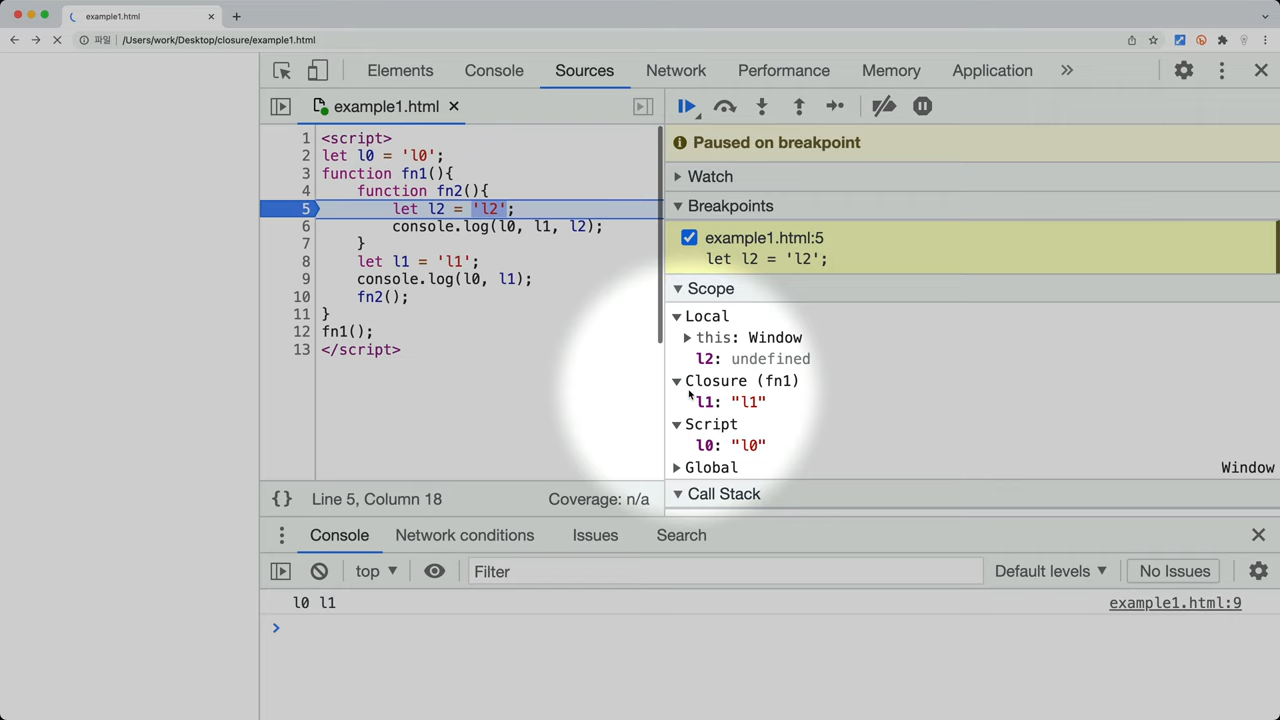 example1.html
파일 /Users/work/Desktop/closure/example1.html
Elements Console Sources Network Performance Memory Application
example1.html
1 <script>
2 let l0 = 'l0';
3 function fn1(){
4 function fn2(){
5 let l2 = 'l2';
6 console.log(l0, l1, l2);
7 }
8 let l1 = 'l1';
9 console.log(l0, l1);
10 fn2();
11 }
12 fn1();
13 </script>
{} Line 5, Column 18 Coverage: n/a
Paused on breakpoint
Watch
Breakpoints
example1.html:5
let l2 = 'l2';
Scope
Local
this: Window
l2: undefined
Closure (fn1)
l1: "l1"
Script
l0: "l0"
Global Window
Call Stack
Console Network conditions Issues Search
top Filter Default levels No Issues
l0 l1 example1.html:9